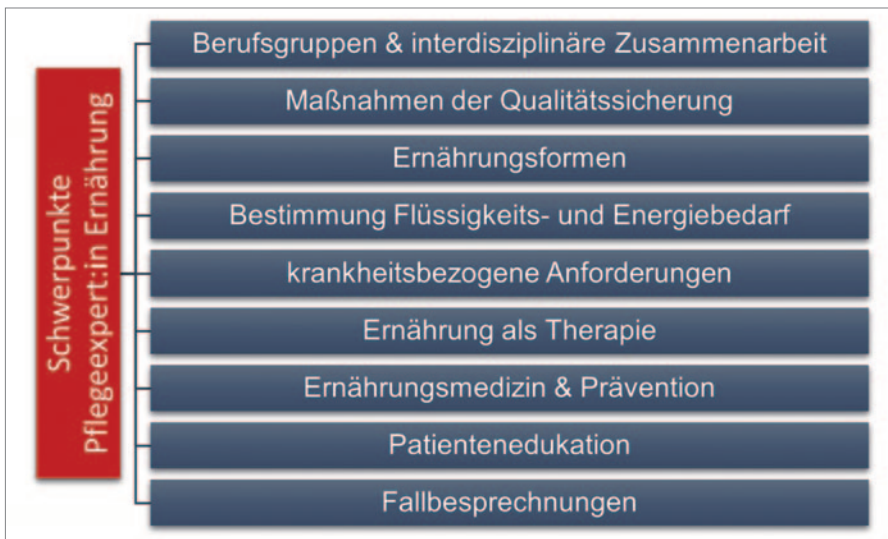 Schwerpunkte
Pflegeexpert:in Ernährung
Berufsgruppen & interdisziplinäre Zusammenarbeit
Maßnahmen der Qualitätssicherung
Ernährungsformen
Bestimmung Flüssigkeits- und Energiebedarf
krankheitsbezogene Anforderungen
Ernährung als Therapie
Ernährungsmedizin & Prävention
Patientenedukation
Fallbesprechnungen